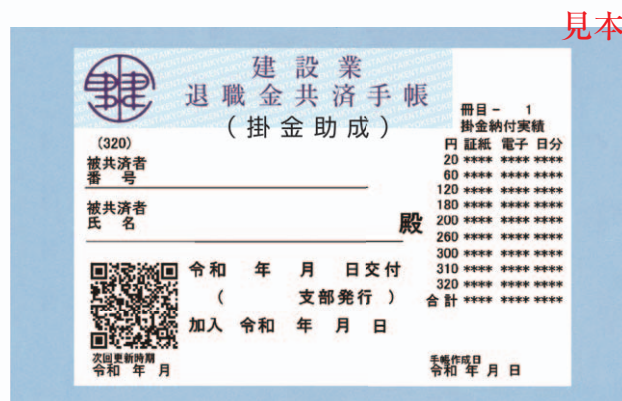 見本
建設業
退職金共済手帳
(掛金助成)
(320)
被共済者
番 号
被共済者
氏 名
殿
令和 年 月 日交付
( 支部発行 )
加入 令和 年 月 日
次回更新時期
令和 年 月
冊目- 1
掛金納付実績
円 証紙 電子 日分
20 **** **** ****
60 **** **** ****
120 **** **** ****
180 **** **** ****
200 **** **** ****
260 **** **** ****
300 **** **** ****
310 **** **** ****
320 **** **** ****
合計 **** **** ****
手帳作成日
令和 年 月 日